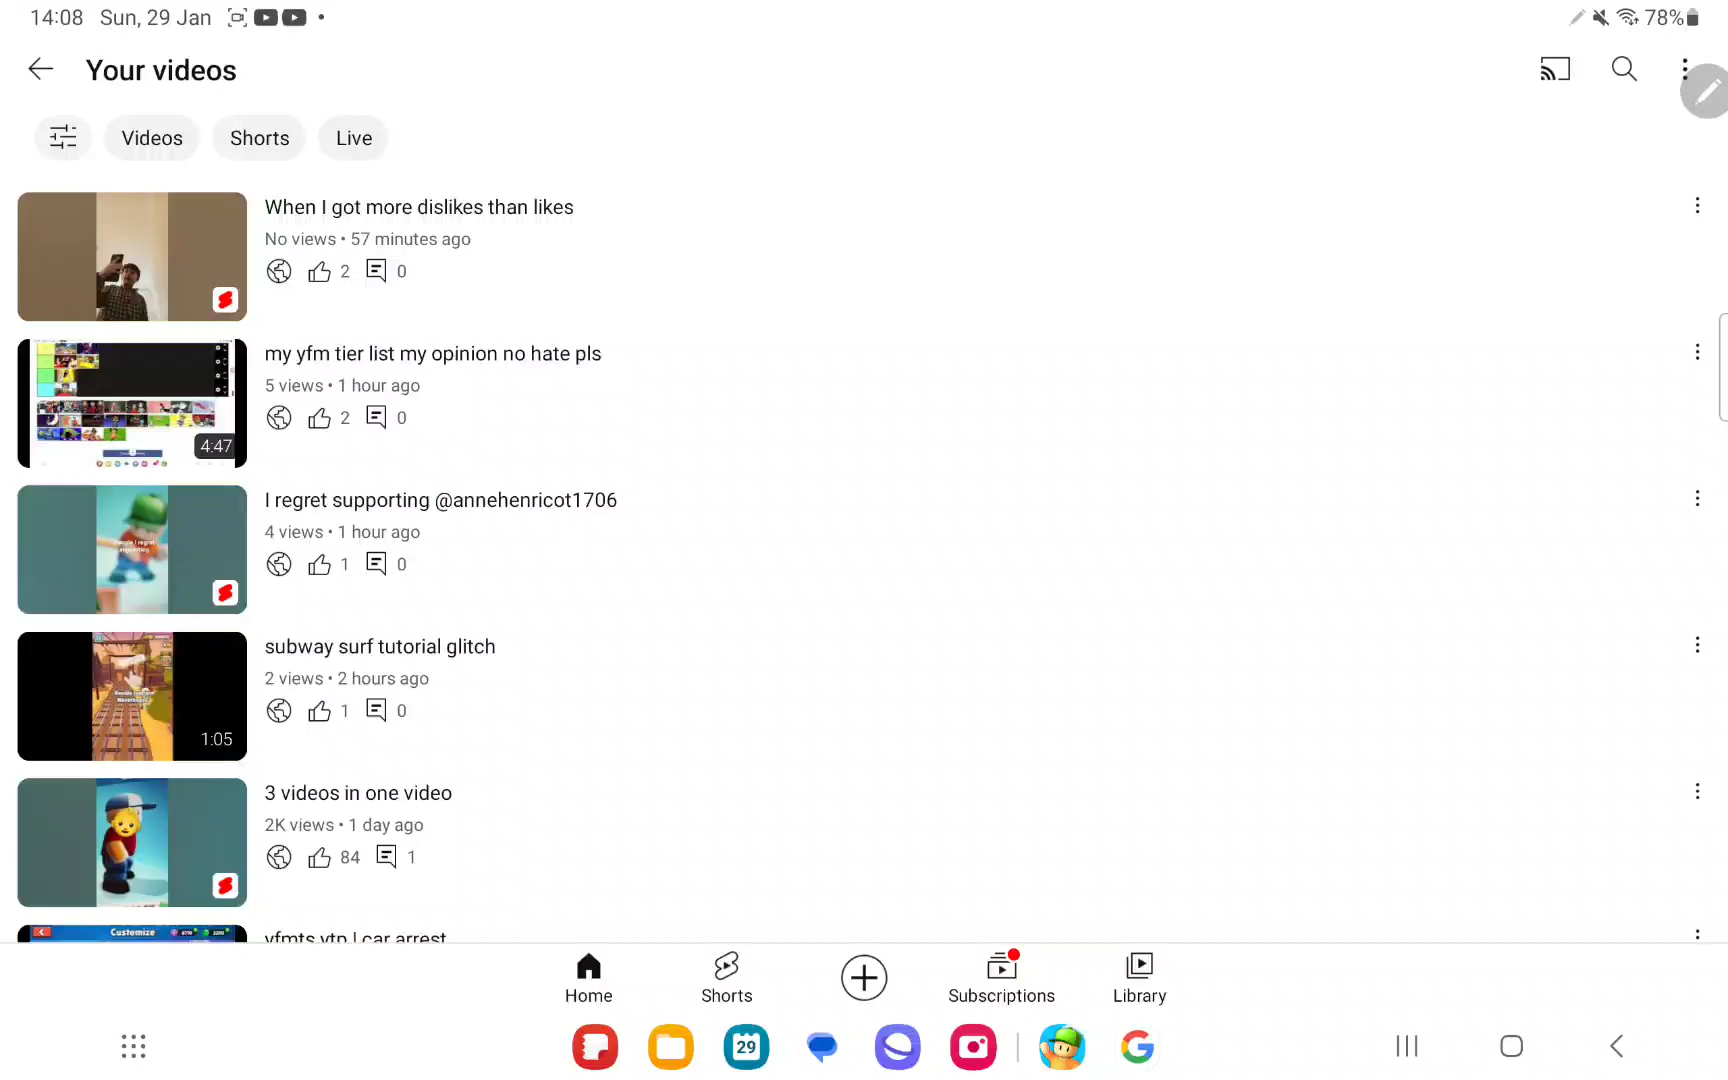 14:08 Sun, 29 Jan 78%
Your videos
Videos Shorts Live
When I got more dislikes than likes
No views • 57 minutes ago
2 0
my yfm tier list my opinion no hate pls
5 views • 1 hour ago
2 0
4:47
I regret supporting @annehenricot1706
4 views • 1 hour ago
1 0
subway surf tutorial glitch
2 views • 2 hours ago
1 0
1:05
3 videos in one video
2K views • 1 day ago
84 1
Customize
yfmts ytp | car arrest
Home Shorts Subscriptions Library
29